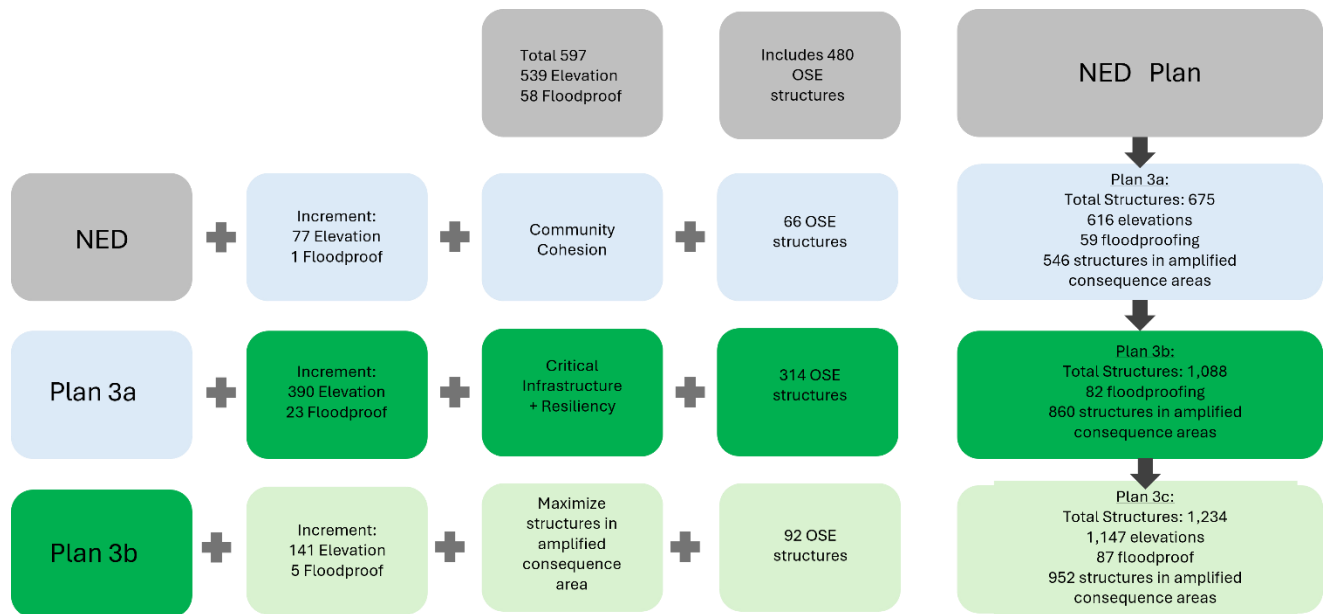 Total 597
539 Elevation
58 Floodproof
Includes 480
OSE
structures
NED Plan
NED
Increment:
77 Elevation
1 Floodproof
Community
Cohesion
66 OSE
structures
Plan 3a:
Total Structures: 675
616 elevations
59 floodproofing
546 structures in amplified
consequence areas
Plan 3a
Increment:
390 Elevation
23 Floodproof
Critical
Infrastructure
+ Resiliency
314 OSE
structures
Plan 3b:
Total Structures: 1,088
82 floodproofing
860 structures in amplified
consequence areas
Plan 3b
Increment:
141 Elevation
5 Floodproof
Maximize
structures in
amplified
consequence
area
92 OSE
structures
Plan 3c:
Total Structures: 1,234
1,147 elevations
87 floodproof
952 structures in amplified
consequence areas